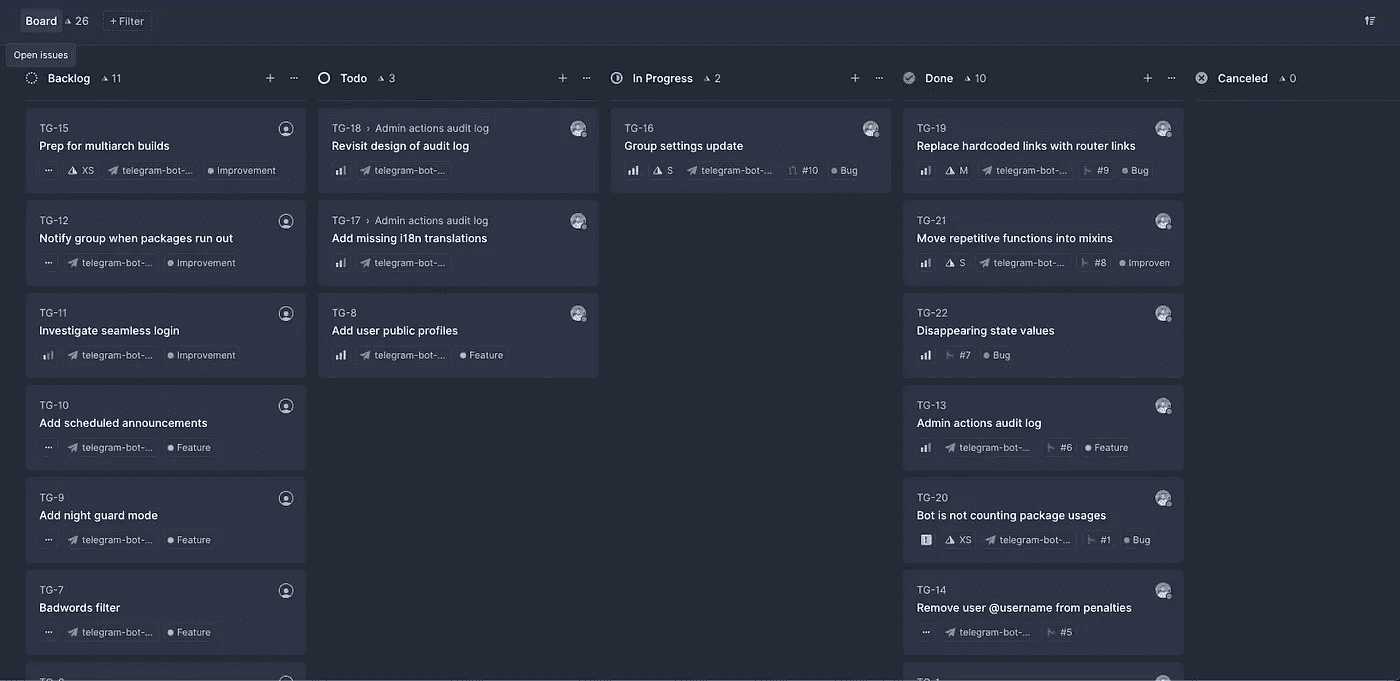 Board 26 + Filter
Open issues
Backlog 11
TG-15
Prep for multiarch builds
XS telegram-bot-... Improvement
TG-12
Notify group when packages run out
telegram-bot-... Improvement
TG-11
Investigate seamless login
telegram-bot-... Improvement
TG-10
Add scheduled announcements
telegram-bot-... Feature
TG-9
Add night guard mode
telegram-bot-... Feature
TG-7
Badwords filter
telegram-bot-... Feature
Todo 3
TG-18 › Admin actions audit log
Revisit design of audit log
telegram-bot-...
TG-17 › Admin actions audit log
Add missing i18n translations
telegram-bot-...
TG-8
Add user public profiles
telegram-bot-... Feature
In Progress 2
TG-16
Group settings update
S telegram-bot-... #10 Bug
Done 10
TG-19
Replace hardcoded links with router links
M telegram-bot-... #9 Bug
TG-21
Move repetitive functions into mixins
S telegram-bot-... #8 Improvem
TG-22
Disappearing state values
#7 Bug
TG-13
Admin actions audit log
telegram-bot-... #6 Feature
TG-20
Bot is not counting package usages
XS telegram-bot-... #1 Bug
TG-14
Remove user @username from penalties
telegram-bot-... #5
Canceled 0